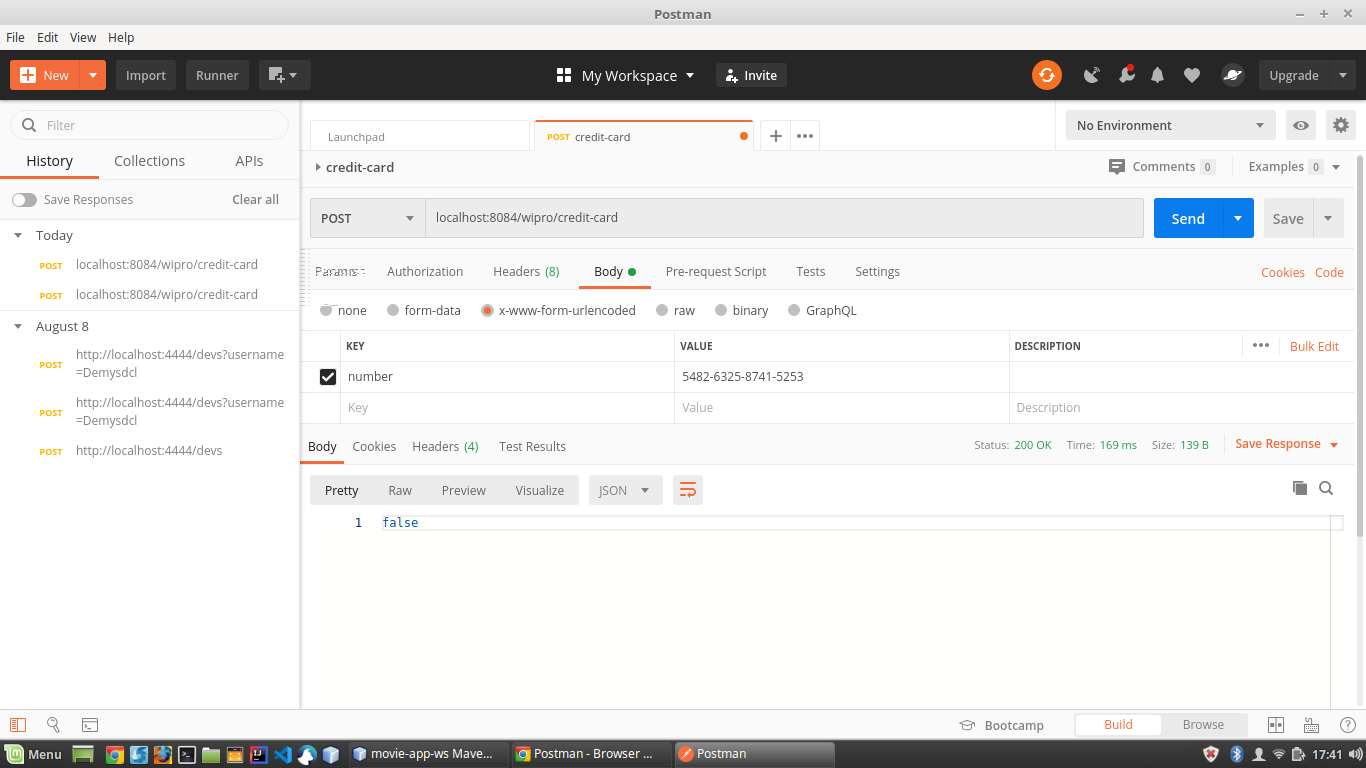 Postman
File Edit View Help
New Import Runner My Workspace Invite Upgrade
Filter
History Collections APIs
Save Responses Clear all
Today
POST localhost:8084/wipro/credit-card
POST localhost:8084/wipro/credit-card
August 8
POST http://localhost:4444/devs?username
=Demysdcl
POST http://localhost:4444/devs?username
=Demysdcl
POST http://localhost:4444/devs
Launchpad POST credit-card No Environment
credit-card Comments 0 Examples 0
POST localhost:8084/wipro/credit-card Send Save
Params Authorization Headers (8) Body Pre-request Script Tests Settings Cookies Code
none form-data x-www-form-urlencoded raw binary GraphQL
KEY VALUE DESCRIPTION Bulk Edit
number 5482-6325-8741-5253
Key Value Description
Body Cookies Headers (4) Test Results Status: 200 OK Time: 169 ms Size: 139 B Save Response
Pretty Raw Preview Visualize JSON
1 false
Bootcamp Build Browse
Menu movie-app-ws Mave... Postman - Browser ... Postman 17:41